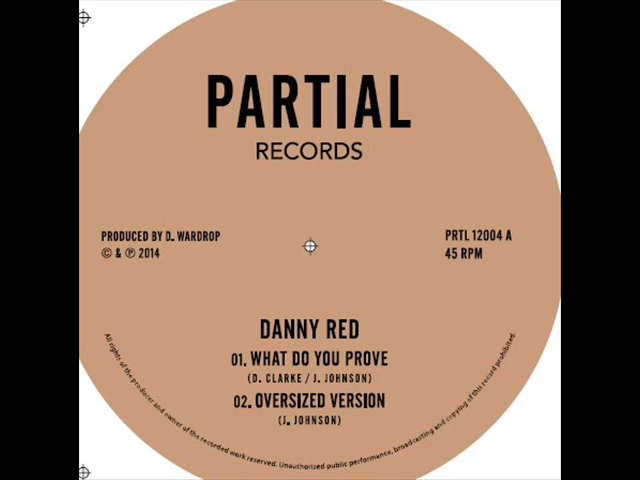 PARTIAL
RECORDS
PRODUCED BY D. WARDROP
© & ℗ 2014
PRTL 12004 A
45 RPM
DANNY RED
01. WHAT DO YOU PROVE
(D. CLARKE / J. JOHNSON)
02. OVERSIZED VERSION
(J. JOHNSON)
All rights of the producer and owner of the recorded work reserved. Unauthorised public performance, broadcasting and copying of this record prohibited.